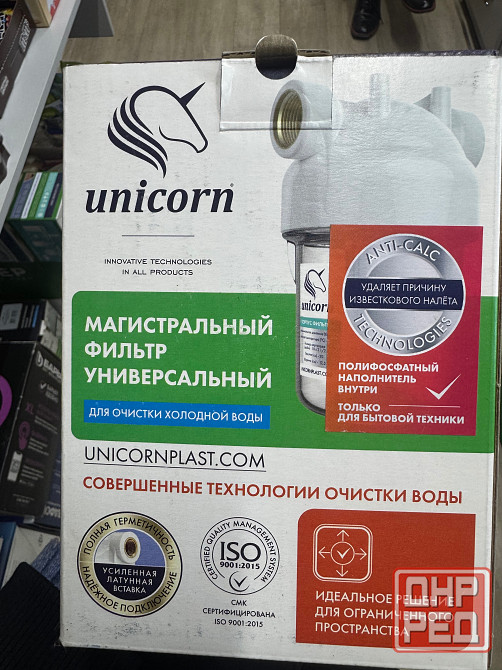 unicorn
INNOVATIVE TECHNOLOGIES
IN ALL PRODUCTS
unicorn
ANTI-CALC
УДАЛЯЕТ ПРИЧИНУ
ИЗВЕСТКОВОГО НАЛЁТА
TECHNOLOGIES
МАГИСТРАЛЬНЫЙ
ФИЛЬТР
УНИВЕРСАЛЬНЫЙ
ДЛЯ ОЧИСТКИ ХОЛОДНОЙ ВОДЫ
ПОЛИФОСФАТНЫЙ
НАПОЛНИТЕЛЬ
ВНУТРИ
ТОЛЬКО
ДЛЯ БЫТОВОЙ ТЕХНИКИ
UNICORNPLAST.COM
СОВЕРШЕННЫЕ ТЕХНОЛОГИИ ОЧИСТКИ ВОДЫ
ПОЛНАЯ ГЕРМЕТИЧНОСТЬ
УСИЛЕННАЯ
ЛАТУННАЯ
ВСТАВКА
НАДЕЖНОЕ ПОДКЛЮЧЕНИЕ
CERTIFIED QUALITY MANAGEMENT SYSTEM
ISO
9001:2015
СМК
СЕРТИФИЦИРОВАНА
ISO 9001:2015
ИДЕАЛЬНОЕ РЕШЕНИЕ
ДЛЯ ОГРАНИЧЕННОГО
ПРОСТРАНСТВА
ДНР
РЕД